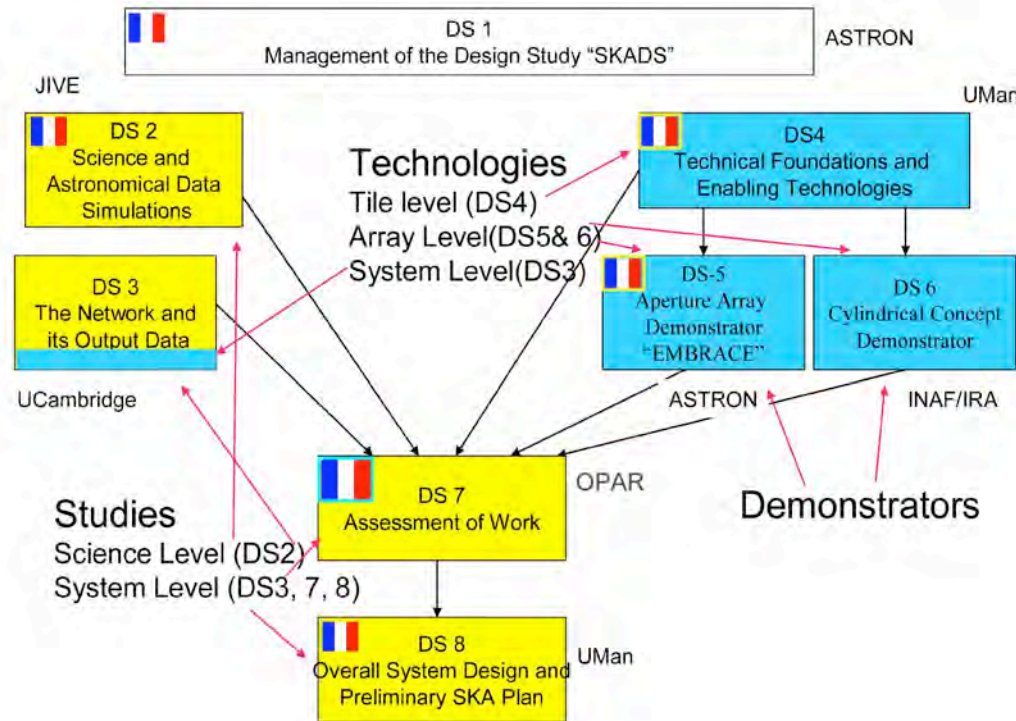 DS 1
Management of the Design Study “SKADS”
ASTRON
JIVE
UMan
DS 2
Science and
Astronomical Data
Simulations
DS4
Technical Foundations and
Enabling Technologies
Technologies
Tile level (DS4)
Array Level(DS5& 6)
System Level(DS3)
DS 3
The Network and
its Output Data
DS-5
Aperture Array
Demonstrator
“EMBRACE”
DS 6
Cylindrical Concept
Demonstrator
UCambridge
ASTRON
INAF/IRA
DS 7
Assessment of Work
OPAR
Demonstrators
Studies
Science Level (DS2)
System Level (DS3, 7, 8)
DS 8
Overall System Design and
Preliminary SKA Plan
UMan